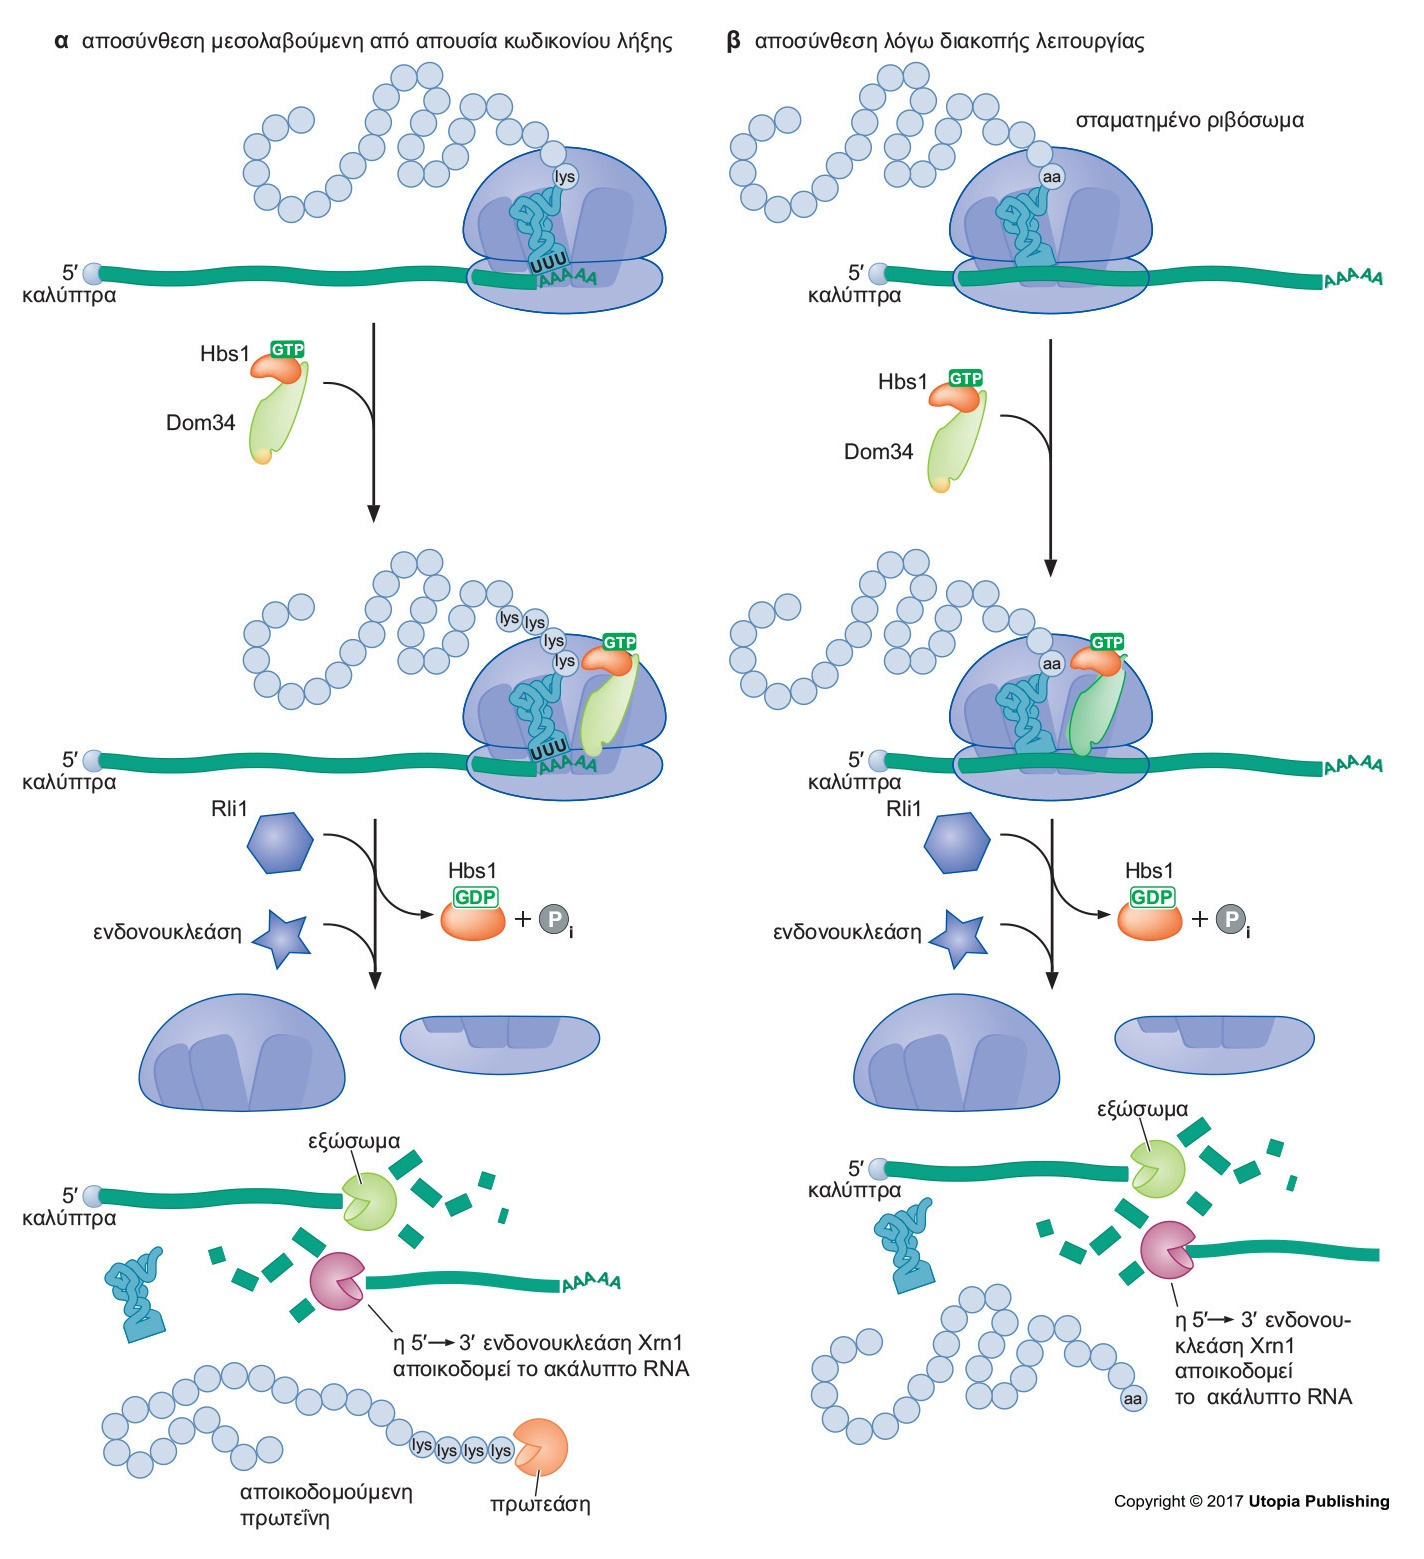 α αποσύνθεση μεσολαβούμενη από απουσία κωδικονίου λήξης
lys
UUU
AAAAA
5′
καλύπτρα
Hbs1
GTP
Dom34
lys
lys
lys
lys
GTP
UUU
AAAAA
5′
καλύπτρα
Rli1
Hbs1
GDP
+ Pi
ενδονουκλεάση
εξώσωμα
5′
καλύπτρα
AAAAA
η 5′→ 3′ ενδονουκλεάση Xrn1
αποικοδομεί το ακάλυπτο RNA
lys lys lys lys
αποικοδομούμενη
πρωτεΐνη
πρωτεάση
β αποσύνθεση λόγω διακοπής λειτουργίας
σταματημένο ριβόσωμα
aa
5′
καλύπτρα
AAAAA
Hbs1
GTP
Dom34
GTP
aa
5′
καλύπτρα
AAAAA
Rli1
Hbs1
GDP
+ Pi
ενδονουκλεάση
εξώσωμα
5′
καλύπτρα
η 5′→ 3′ ενδονου-
κλεάση Xrn1
αποικοδομεί
το ακάλυπτο RNA
aa
Copyright © 2017 Utopia Publishing